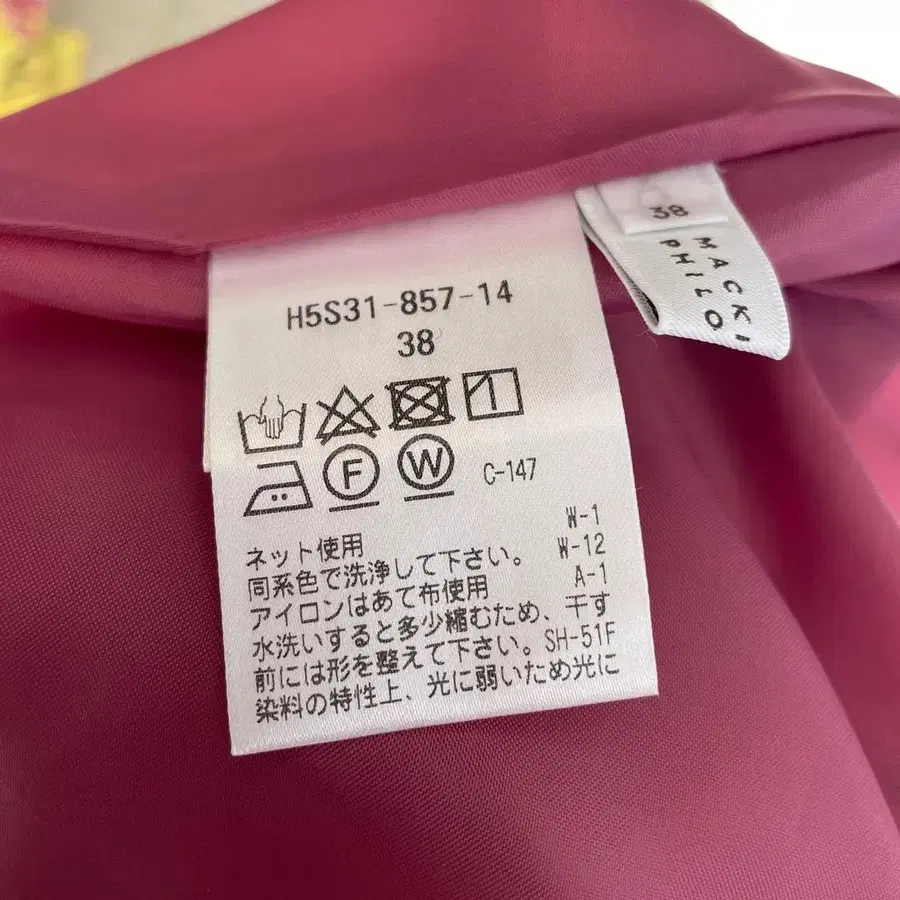 H5S31-857-14
38
F W C-147
W-1
ネット使用
W-12
同系色で洗浄して下さい。
A-1
アイロンはあて布使用
水洗いすると多少縮むため、干す
前には形を整えて下さい。SH-51F
染料の特性上、光に弱いため光に
38
MACKI
PHILO